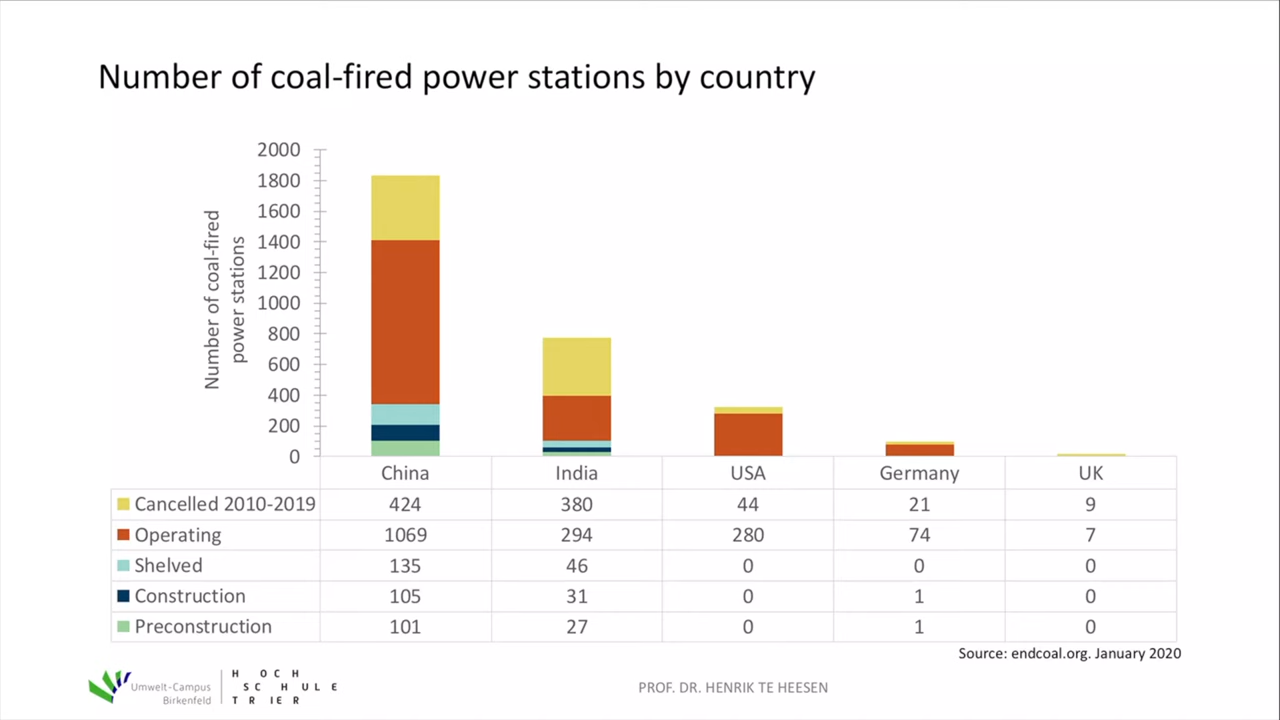 Number of coal-fired power stations by country
2000
1800
1600
1400
1200
1000
800
600
400
200
0
Number of coal-fired
power stations
China India USA Germany UK
Cancelled 2010-2019 424 380 44 21 9
Operating 1069 294 280 74 7
Shelved 135 46 0 0 0
Construction 105 31 0 1 0
Preconstruction 101 27 0 1 0
Source: endcoal.org. January 2020
Umwelt-Campus
Birkenfeld
HOCH
SCHULE
TRIER
PROF. DR. HENRIK TE HEESEN